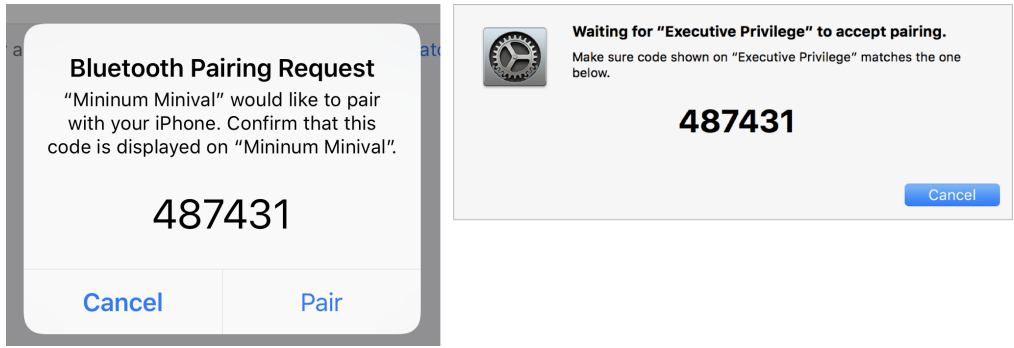 Bluetooth Pairing Request
“Mininum Minival” would like to pair
with your iPhone. Confirm that this
code is displayed on “Mininum Minival”.
487431
Cancel
Pair
Waiting for “Executive Privilege” to accept pairing.
Make sure code shown on “Executive Privilege” matches the one
below.
487431
Cancel